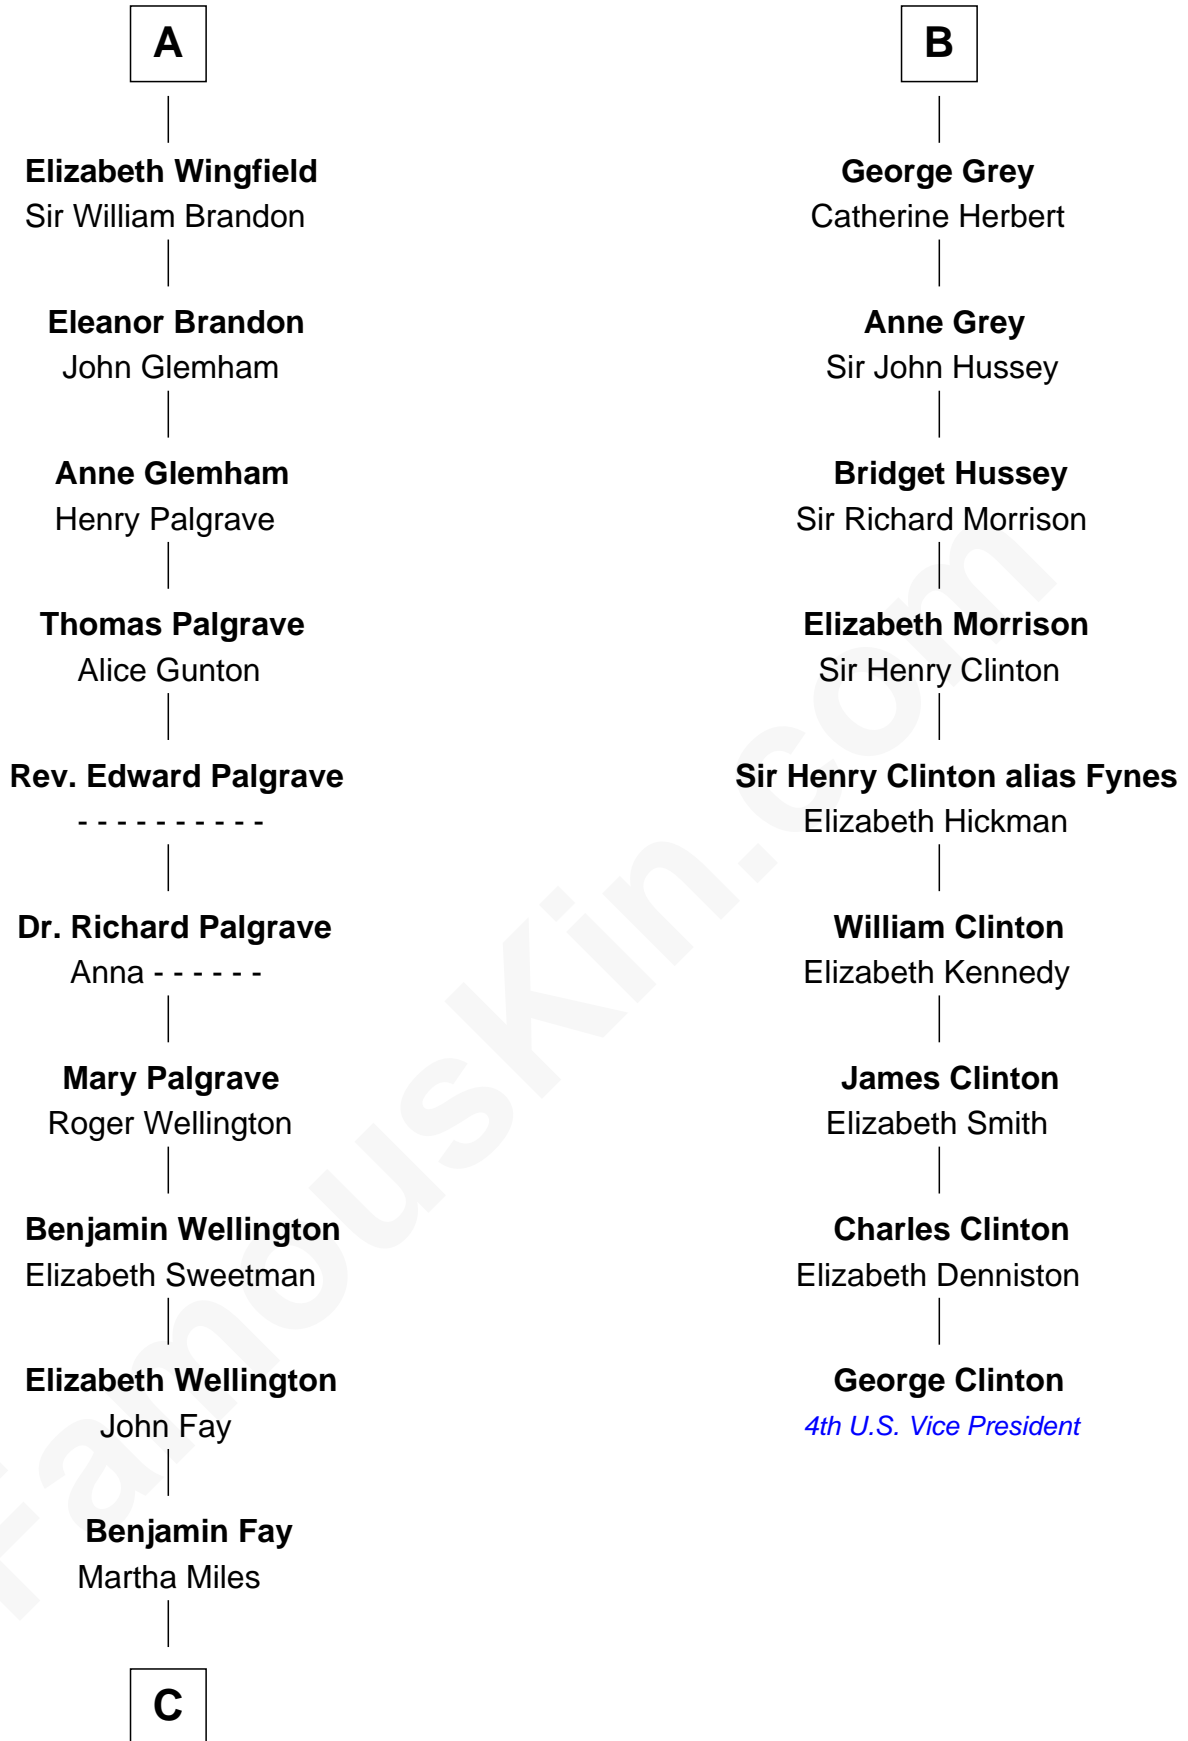 A
Elizabeth Wingfield
Sir William Brandon
Eleanor Brandon
John Glemham
Anne Glemham
Henry Palgrave
Thomas Palgrave
Alice Gunton
Rev. Edward Palgrave
- - - - - - - - - -
Dr. Richard Palgrave
Anna - - - - - -
Mary Palgrave
Roger Wellington
Benjamin Wellington
Elizabeth Sweetman
Elizabeth Wellington
John Fay
Benjamin Fay
Martha Miles
C
B
George Grey
Catherine Herbert
Anne Grey
Sir John Hussey
Bridget Hussey
Sir Richard Morrison
Elizabeth Morrison
Sir Henry Clinton
Sir Henry Clinton alias Fynes
Elizabeth Hickman
William Clinton
Elizabeth Kennedy
James Clinton
Elizabeth Smith
Charles Clinton
Elizabeth Denniston
George Clinton
4th U.S. Vice President
FamousKin.com